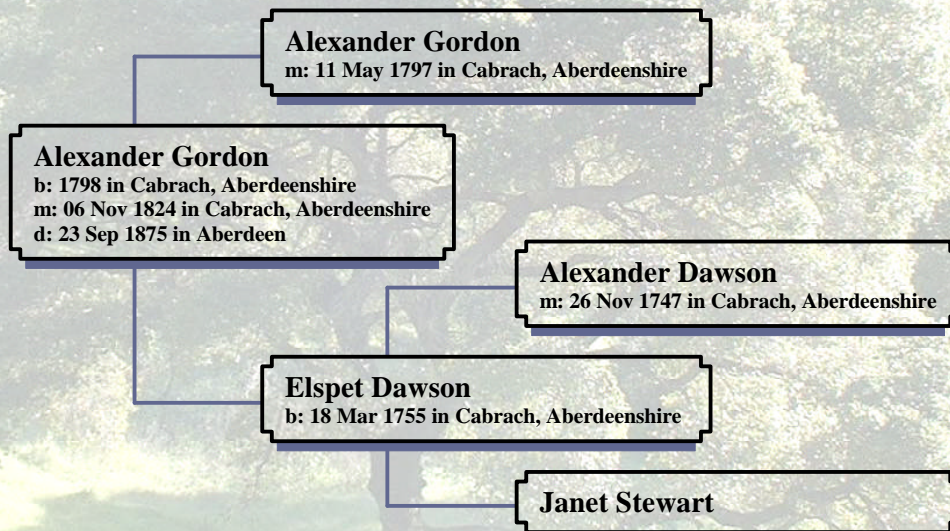 Alexander Gordon
m: 11 May 1797 in Cabrach, Aberdeenshire
Alexander Gordon
b: 1798 in Cabrach, Aberdeenshire
m: 06 Nov 1824 in Cabrach, Aberdeenshire
d: 23 Sep 1875 in Aberdeen
Alexander Dawson
m: 26 Nov 1747 in Cabrach, Aberdeenshire
Elspet Dawson
b: 18 Mar 1755 in Cabrach, Aberdeenshire
Janet Stewart